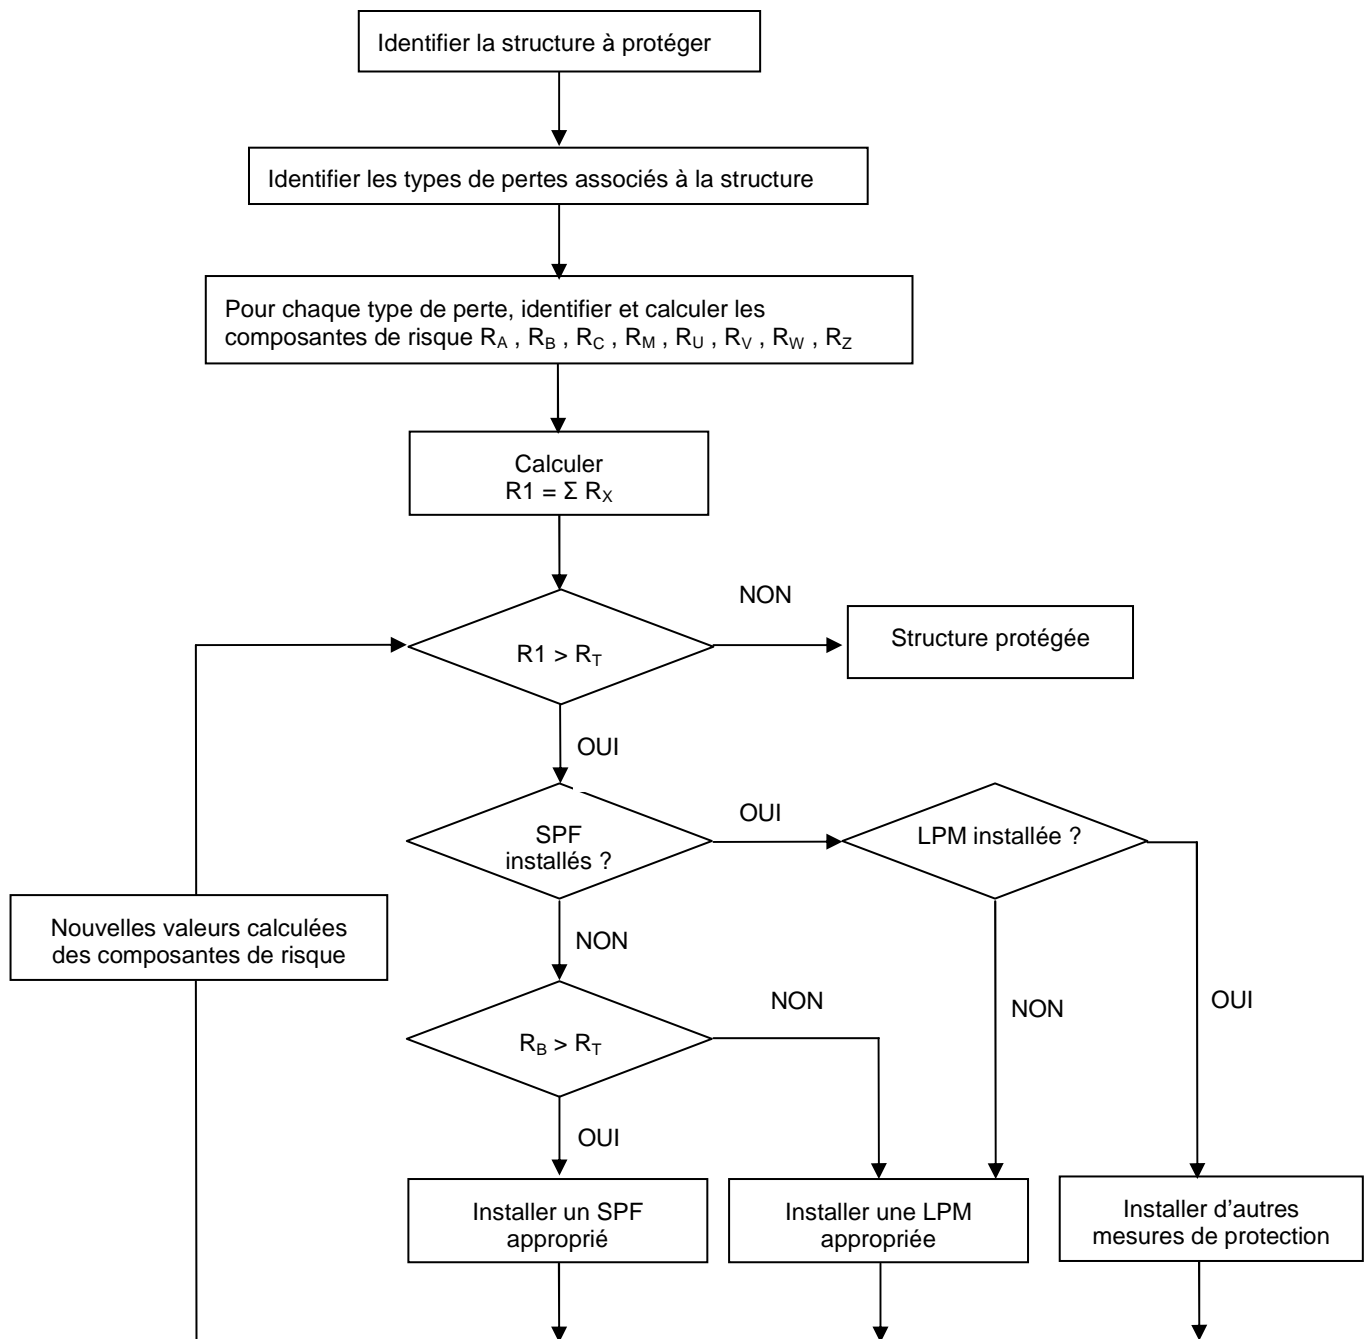 Identifier la structure à protéger
Identifier les types de pertes associés à la structure
Pour chaque type de perte, identifier et calculer les
composantes de risque RA , RB , RC , RM , RU , RV , RW , RZ
Calculer
R1 = Σ RX
NON
R1 > RT
Structure protégée
OUI
SPF
installés ?
OUI
LPM installée ?
Nouvelles valeurs calculées
des composantes de risque
NON
RB > RT
NON
NON
OUI
OUI
Installer un SPF
approprié
Installer une LPM
appropriée
Installer d'autres
mesures de protection